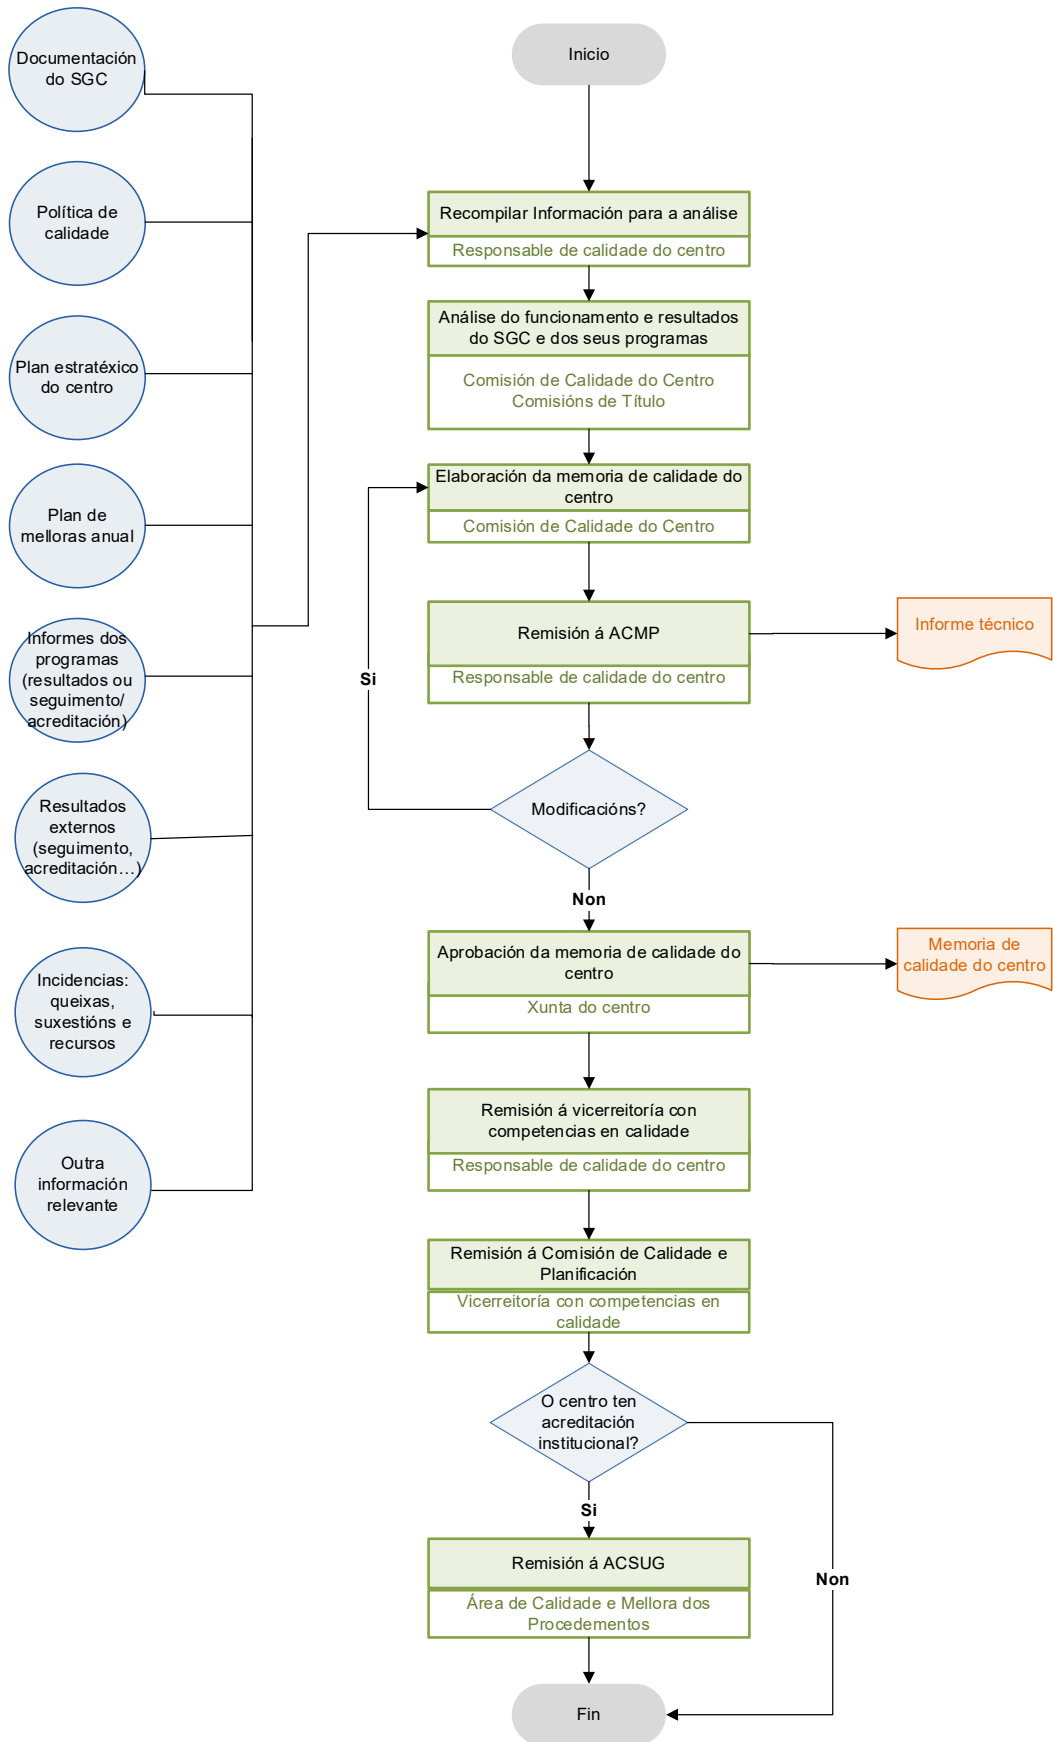 Documentación
do SGC
Política de
calidade
Plan estratéxico
do centro
Plan de
melloras anual
Informes dos
programas
(resultados ou
seguimento/
acreditación)
Resultados
externos
(seguimento,
acreditación…)
Incidencias:
queixas,
suxestións e
recursos
Outra
información
relevante
Inicio
Recompilar Información para a análise
Responsable de calidade do centro
Análise do funcionamento e resultados
do SGC e dos seus programas
Comisión de Calidade do Centro
Comisións de Título
Elaboración da memoria de calidade do
centro
Comisión de Calidade do Centro
Remisión á ACMP
Responsable de calidade do centro
Informe técnico
Si
Modificacións?
Non
Aprobación da memoria de calidade do
centro
Xunta do centro
Memoria de
calidade do centro
Remisión á vicerreitoría con
competencias en calidade
Responsable de calidade do centro
Remisión á Comisión de Calidade e
Planificación
Vicerreitoría con competencias en
calidade
O centro ten
acreditación
institucional?
Si
Non
Remisión á ACSUG
Área de Calidade e Mellora dos
Procedementos
Fin